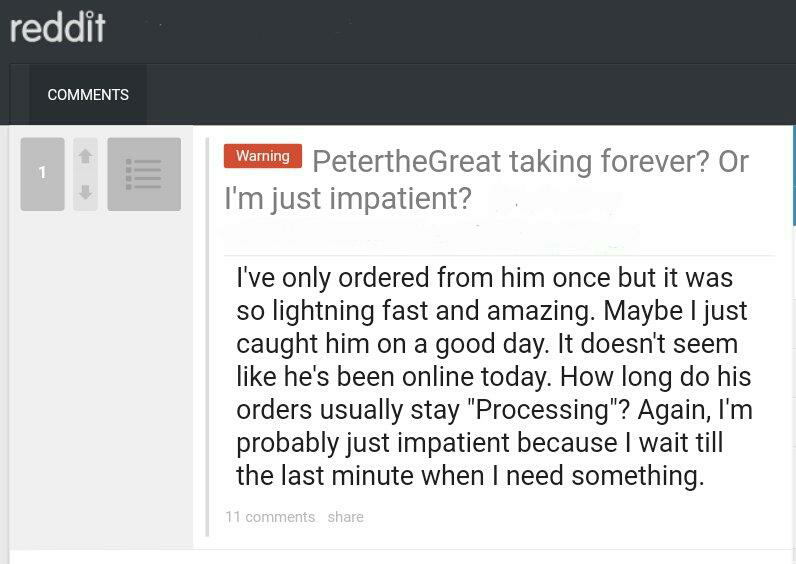 reddit
COMMENTS
1
Warning PetertheGreat taking forever? Or
I'm just impatient?
I've only ordered from him once but it was
so lightning fast and amazing. Maybe I just
caught him on a good day. It doesn't seem
like he's been online today. How long do his
orders usually stay "Processing"? Again, I'm
probably just impatient because I wait till
the last minute when I need something.
11 comments share